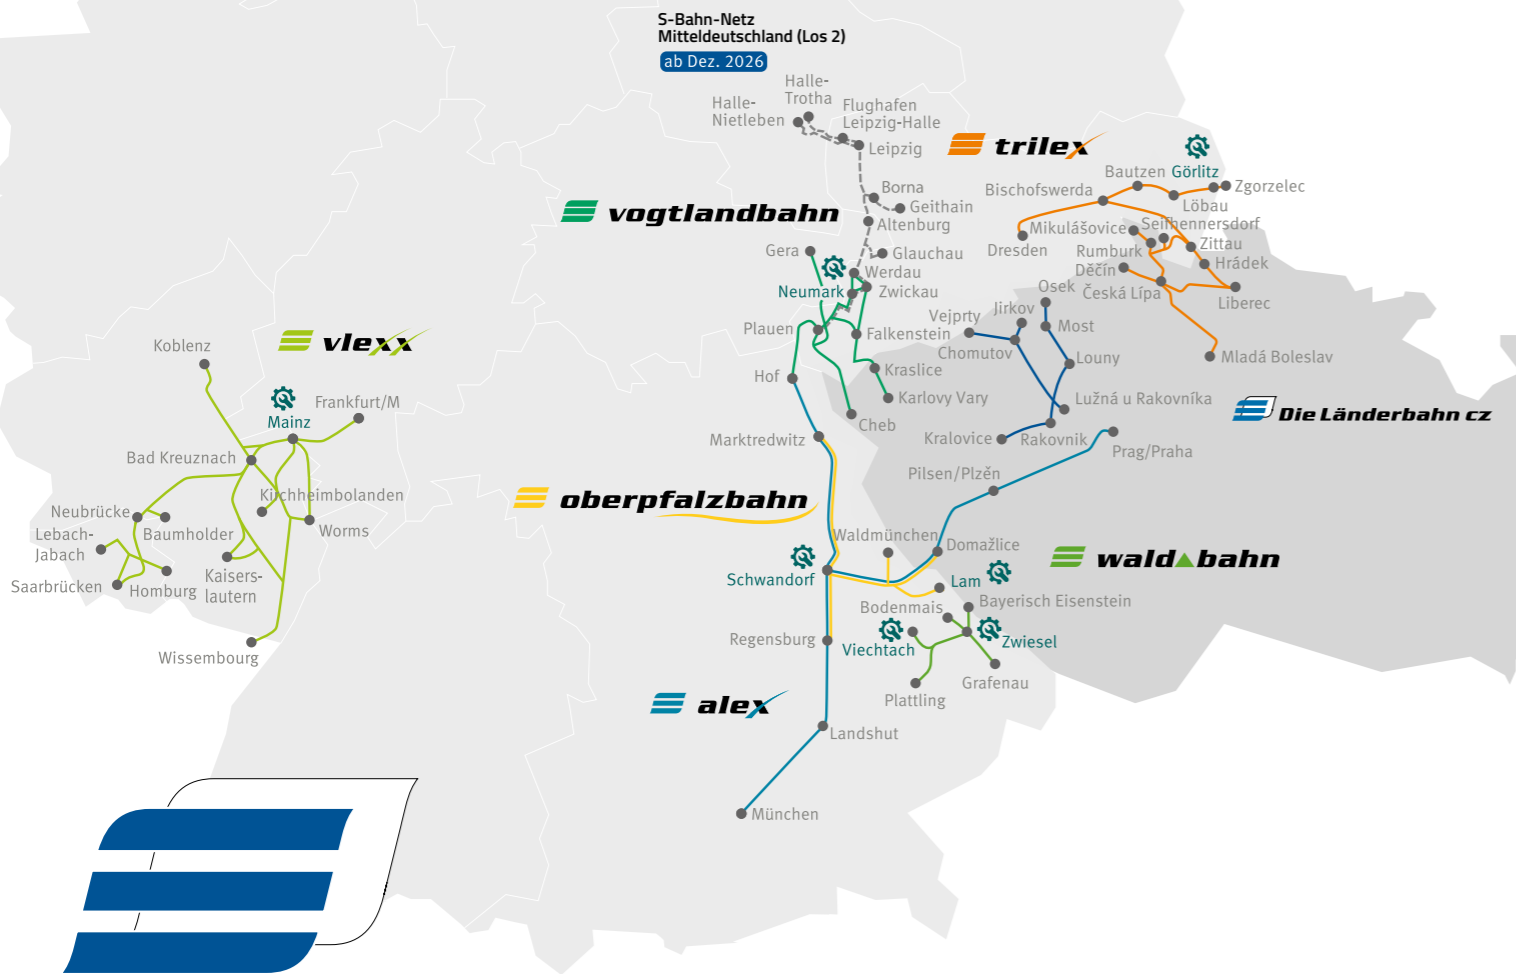 S-Bahn-Netz
Mitteldeutschland (Los 2)
ab Dez. 2026
Halle-
Trotha
Halle-
Nietleben
Flughafen
Leipzig-Halle
Leipzig
trilex
Bautzen
Görlitz
Zgorzelec
Bischofswerda
Löbau
Borna
Geithain
Altenburg
vogtlandbahn
Mikulášovice
Seifhennersdorf
Dresden
Rumburk
Zittau
Gera
Glauchau
Hrádek
Děčín
Werdau
Neumark
Zwickau
Osek
Česká Lípa
Liberec
Jirkov
Vejprty
Most
Plauen
Falkenstein
Chomutov
Louny
Mladá Boleslav
vlexx
Koblenz
Hof
Kraslice
Karlovy Vary
Lužná u Rakovníka
Die Länderbahn cz
Mainz
Frankfurt/M
Cheb
Marktredwitz
Kralovice
Rakovnik
Prag/Praha
Bad Kreuznach
Pilsen/Plzěn
Kirchheimbolanden
oberpfalzbahn
Neubrücke
Baumholder
Worms
Lebach-
Jabach
Waldmünchen
Domažlice
waldbahn
Saarbrücken
Homburg
Kaisers-
lautern
Schwandorf
Lam
Bodenmais
Bayerisch Eisenstein
Regensburg
Viechtach
Zwiesel
Wissembourg
Grafenau
Plattling
alex
Landshut
München